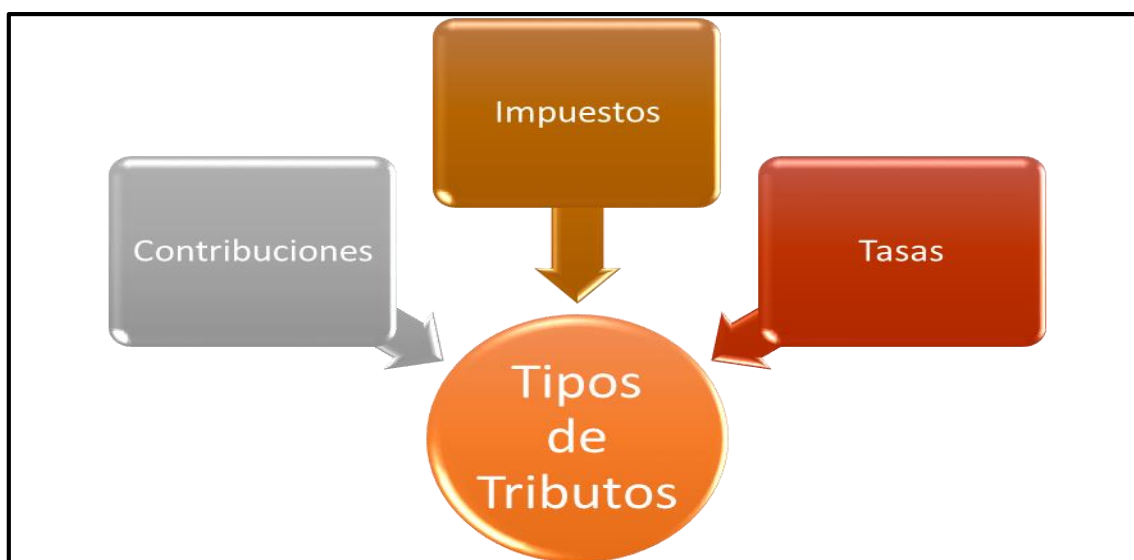 Impuestos
Contribuciones
Tasas
Tipos
de
Tributos